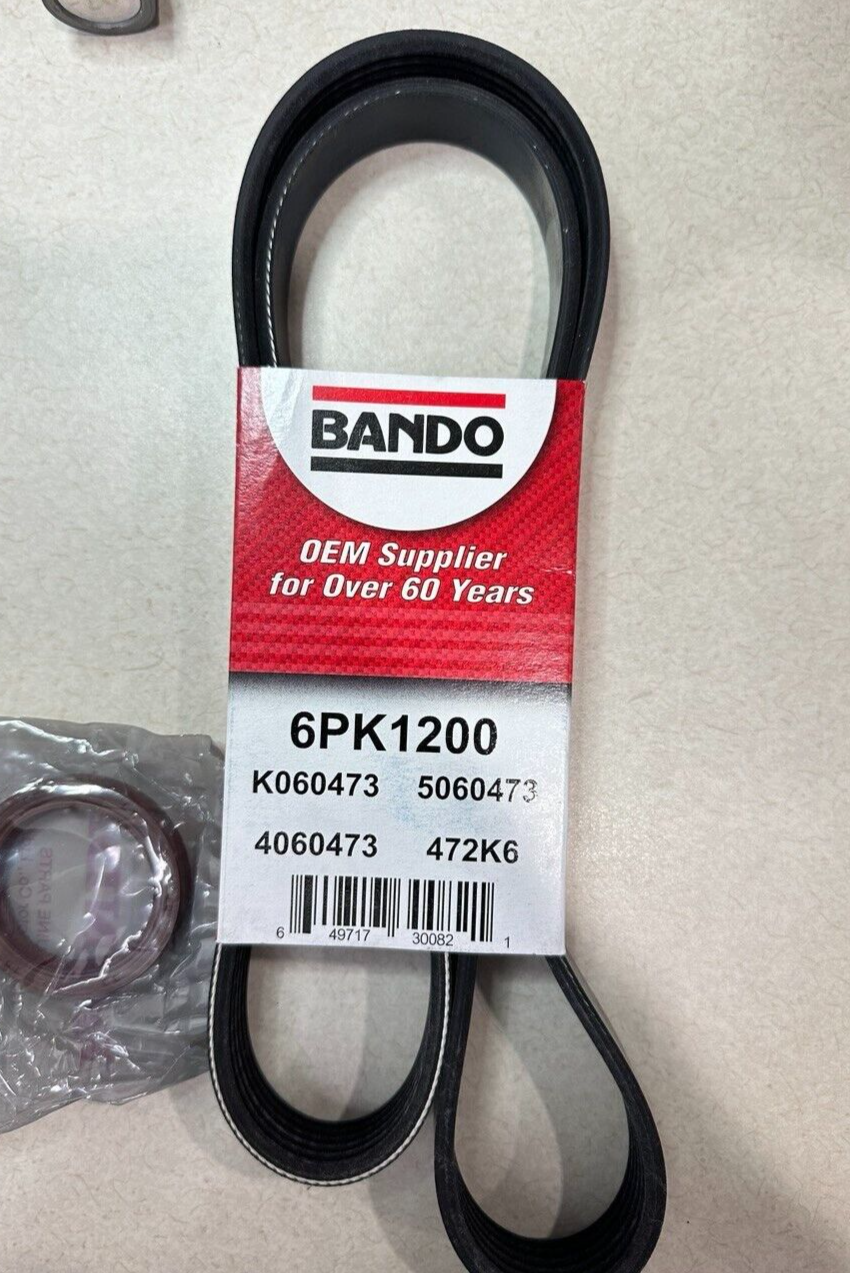 BANDO
OEM Supplier
for Over 60 Years
6PK1200
K060473 5060473
4060473 472K6
6 49717 30082 1